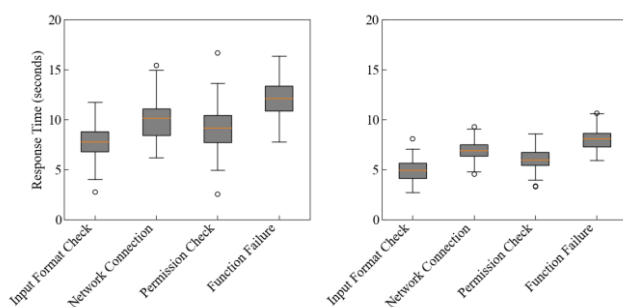 Response Time (seconds)
20
15
10
5
0
Input Format Check
Network Connection
Permission Check
Function Failure
20
15
10
5
0
Input Format Check
Network Connection
Permission Check
Function Failure